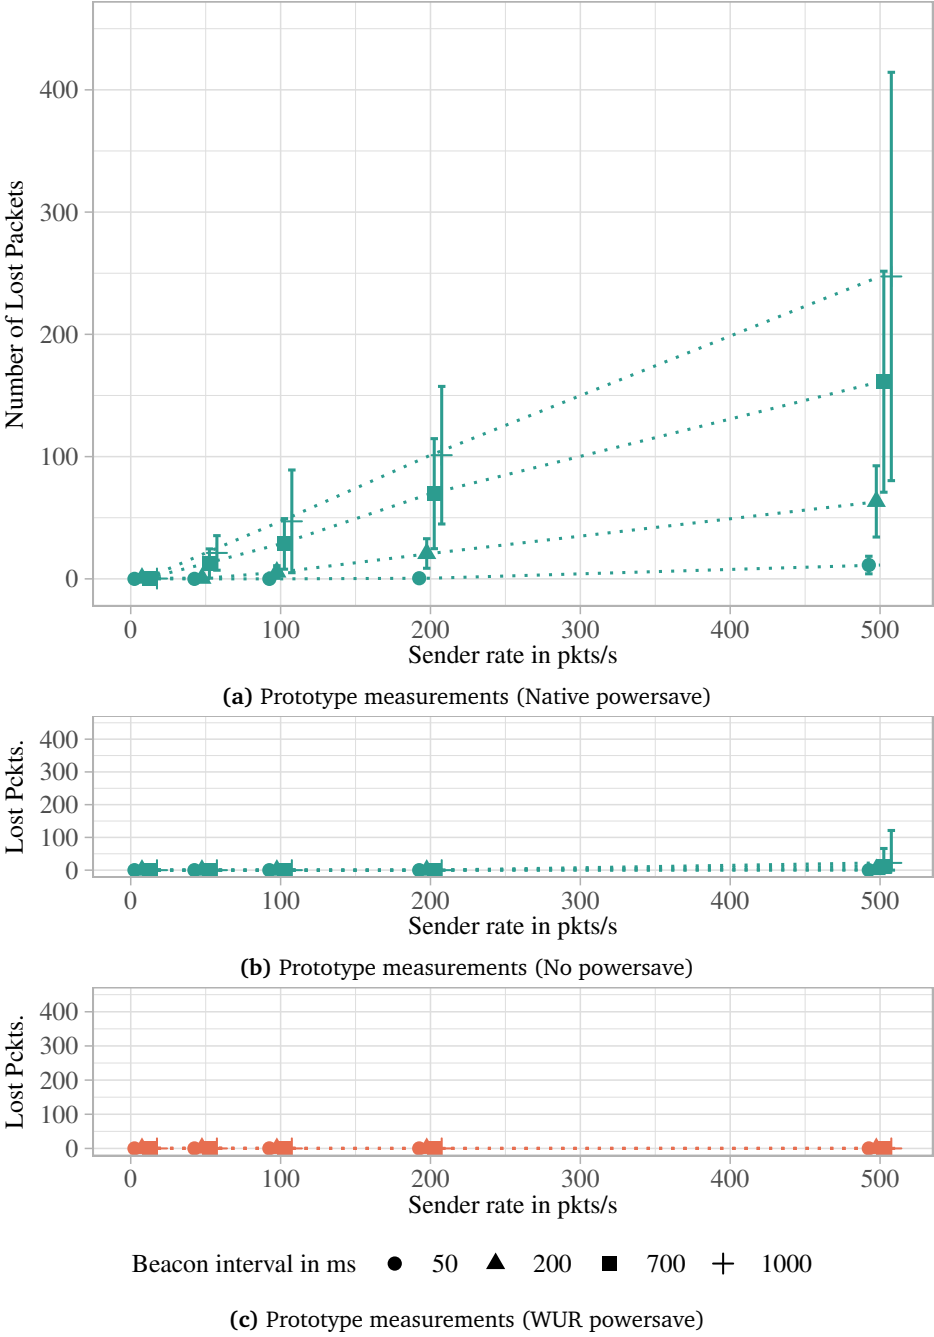 400
300
200
100
0
Number of Lost Packets
0 100 200 300 400 500
Sender rate in pkts/s
(a) Prototype measurements (Native powersave)
400
300
200
100
0
Lost Pckts.
0 100 200 300 400 500
Sender rate in pkts/s
(b) Prototype measurements (No powersave)
400
300
200
100
0
Lost Pckts.
0 100 200 300 400 500
Sender rate in pkts/s
Beacon interval in ms 50 200 700 1000
(c) Prototype measurements (WUR powersave)